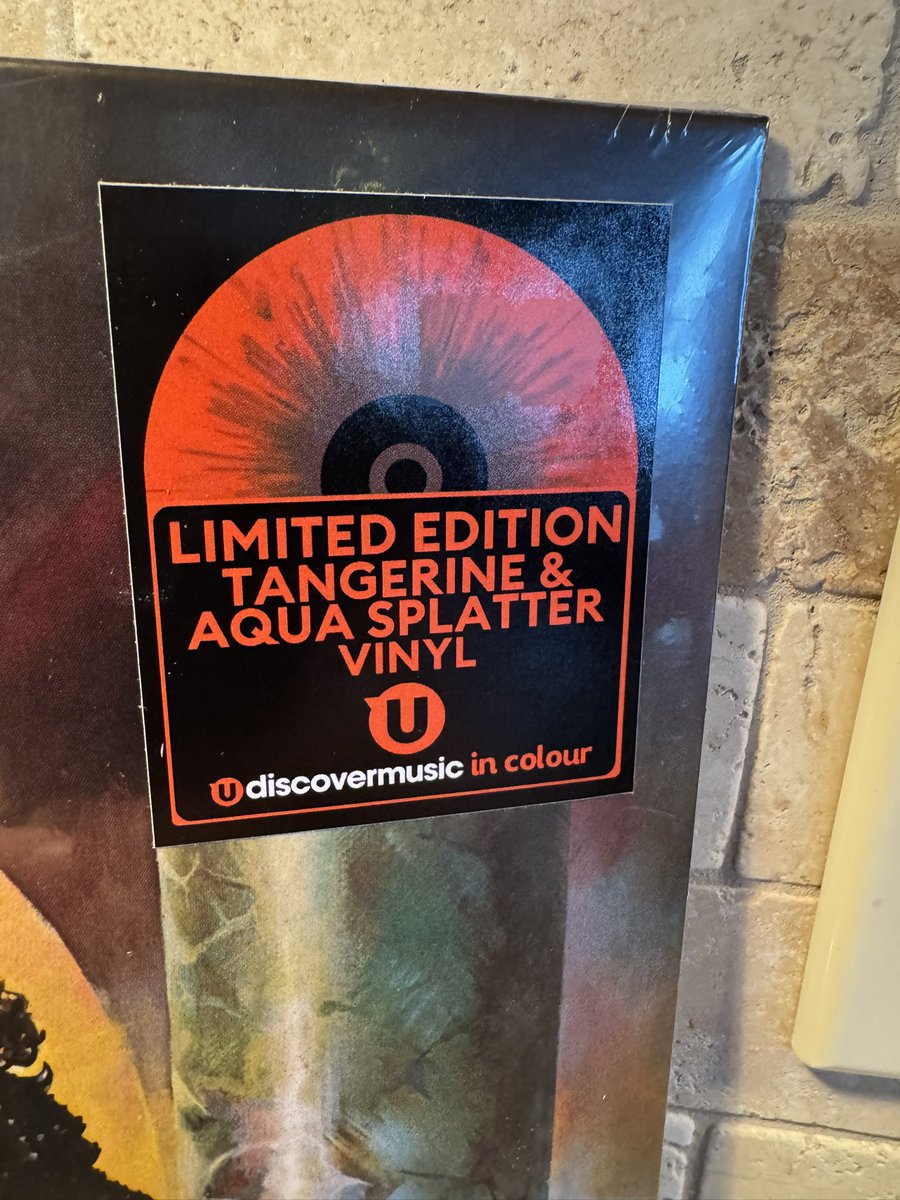 LIMITED EDITION
TANGERINE &
AQUA SPLATTER
VINYL
U
U discovermusic in colour